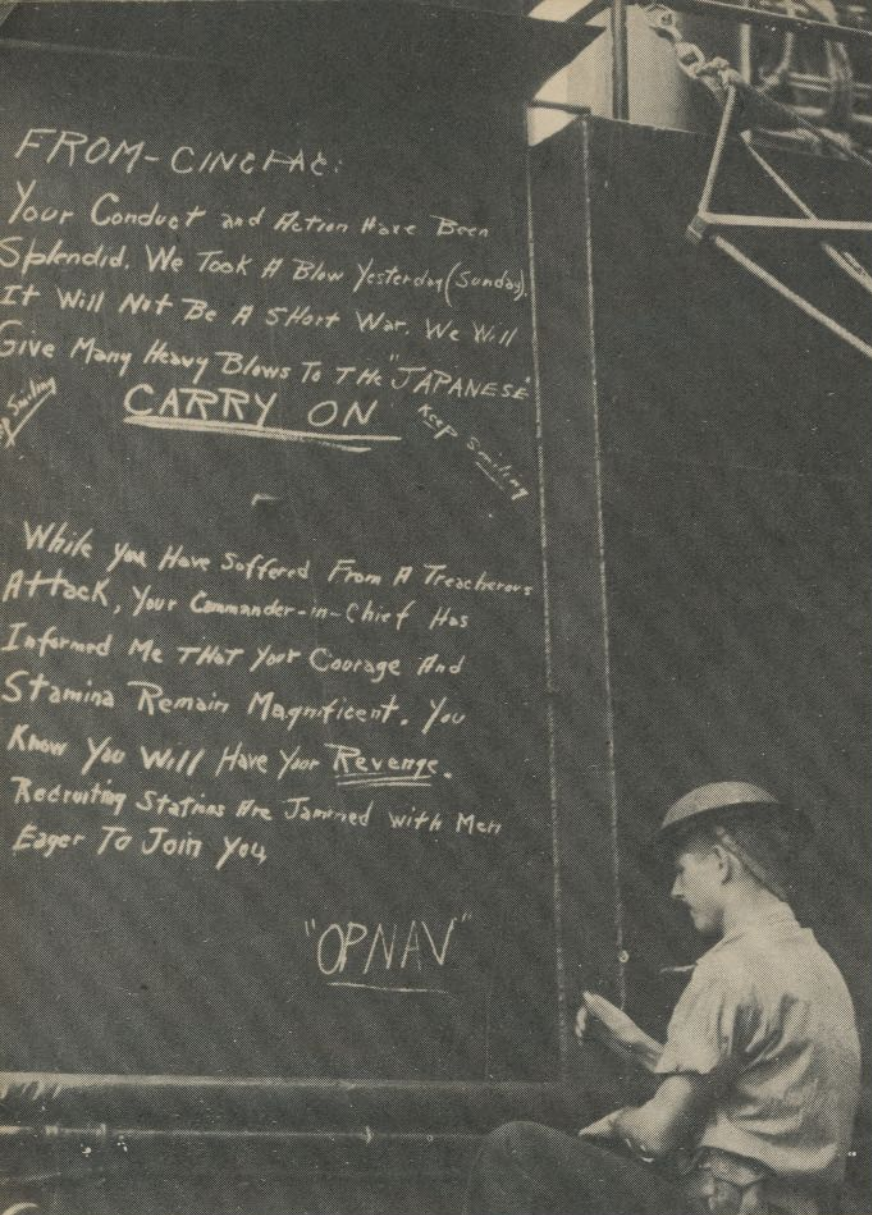 FROM-CINCPAC:
Your Conduct and Action Have Been
Splendid. We Took A Blow Yesterday (Sunday).
It Will Not Be A SHort War. We Will
Give Many Heavy Blows To THe "JAPANESE"
CARRY ON
Smiling
Keep Smiling
While you Have Suffered From A Treacherous
Attack, Your Commander-in-Chief Has
Informed Me THat Your Courage And
Stamina Remain Magnificent. You
Know You Will Have Your Revenge.
Recruiting Stations Are Jammed with Men
Eager To Join You,
"OPNAV"